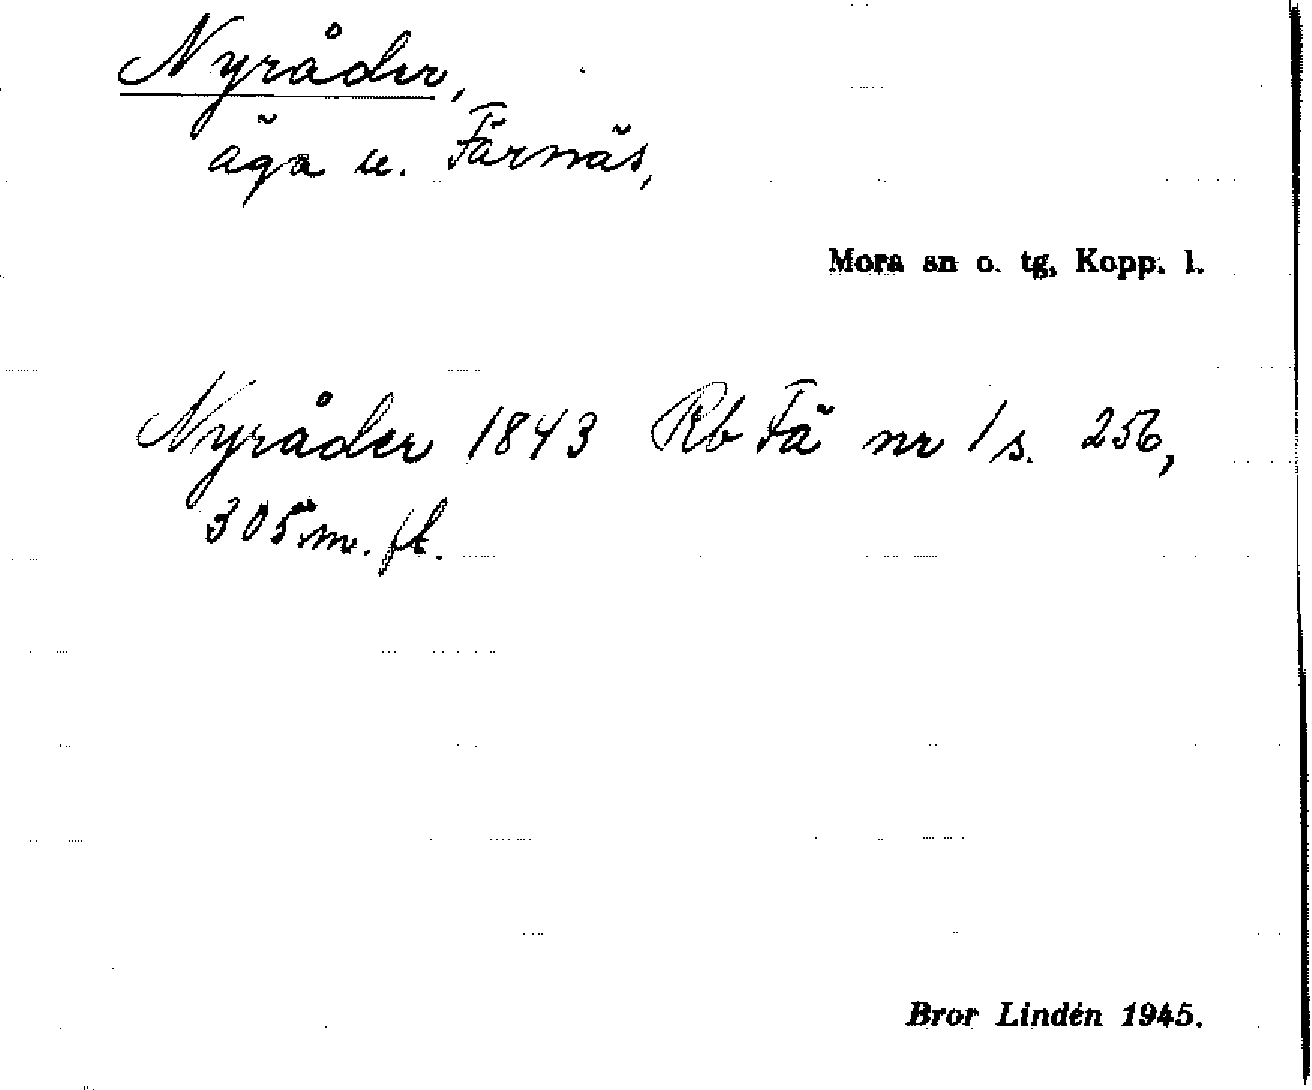 Nyråder,
äga u. Färnäs,
Mora sn o. tg, Kopp. l.
Nyråder 1843 Rb Fä nr 1 s. 256,
305 m. fl.
Bror Lindén 1945.